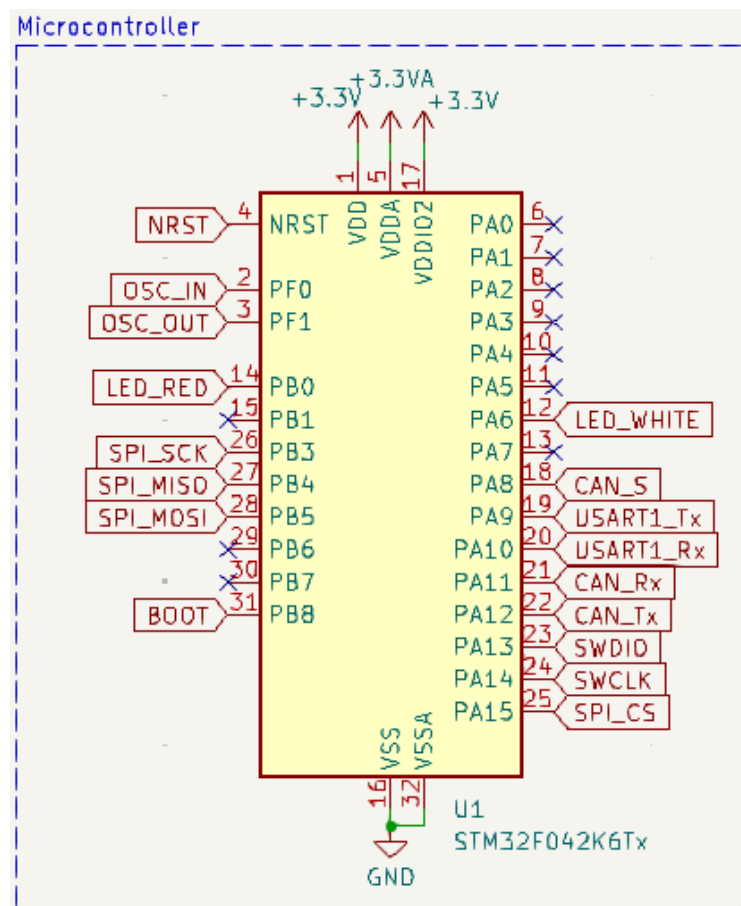 Microcontroller
+3.3VA
+3.3V +3.3V
1 5 17
VDD VDDA VDDIO2
NRST 4 NRST PA0 6
PA1 7
OSC_IN 2 PF0 PA2 8
OSC_OUT 3 PF1 PA3 9
PA4 10
LED_RED 14 PB0 PA5 11
15 PB1 PA6 12 LED_WHITE
SPI_SCK 26 PB3 PA7 13
SPI_MISO 27 PB4 PA8 18 CAN_S
SPI_MOSI 28 PB5 PA9 19 USART1_Tx
29 PB6 PA10 20 USART1_Rx
30 PB7 PA11 21 CAN_Rx
BOOT 31 PB8 PA12 22 CAN_Tx
PA13 23 SWDIO
PA14 24 SWCLK
PA15 25 SPI_CS
VSS VSSA
16 32
U1
STM32F042K6Tx
GND